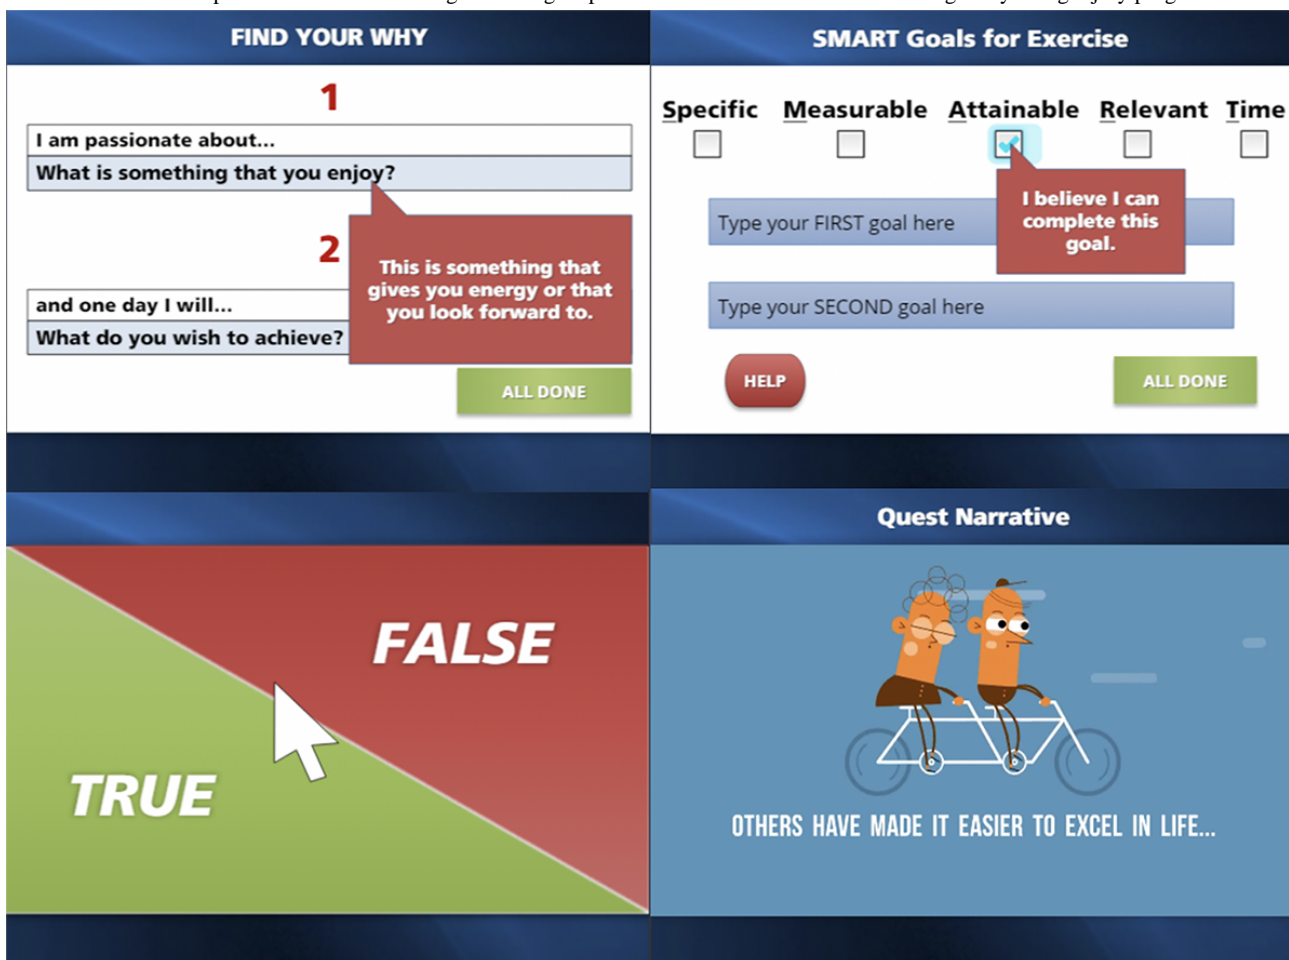 FIND YOUR WHY
1
I am passionate about...
What is something that you enjoy?
2
This is something that
gives you energy or that
you look forward to.
and one day I will...
What do you wish to achieve?
ALL DONE
SMART Goals for Exercise
Specific Measurable Attainable Relevant Time
I believe I can
complete this
goal.
Type your FIRST goal here
Type your SECOND goal here
HELP
ALL DONE
FALSE
TRUE
Quest Narrative
OTHERS HAVE MADE IT EASIER TO EXCEL IN LIFE...